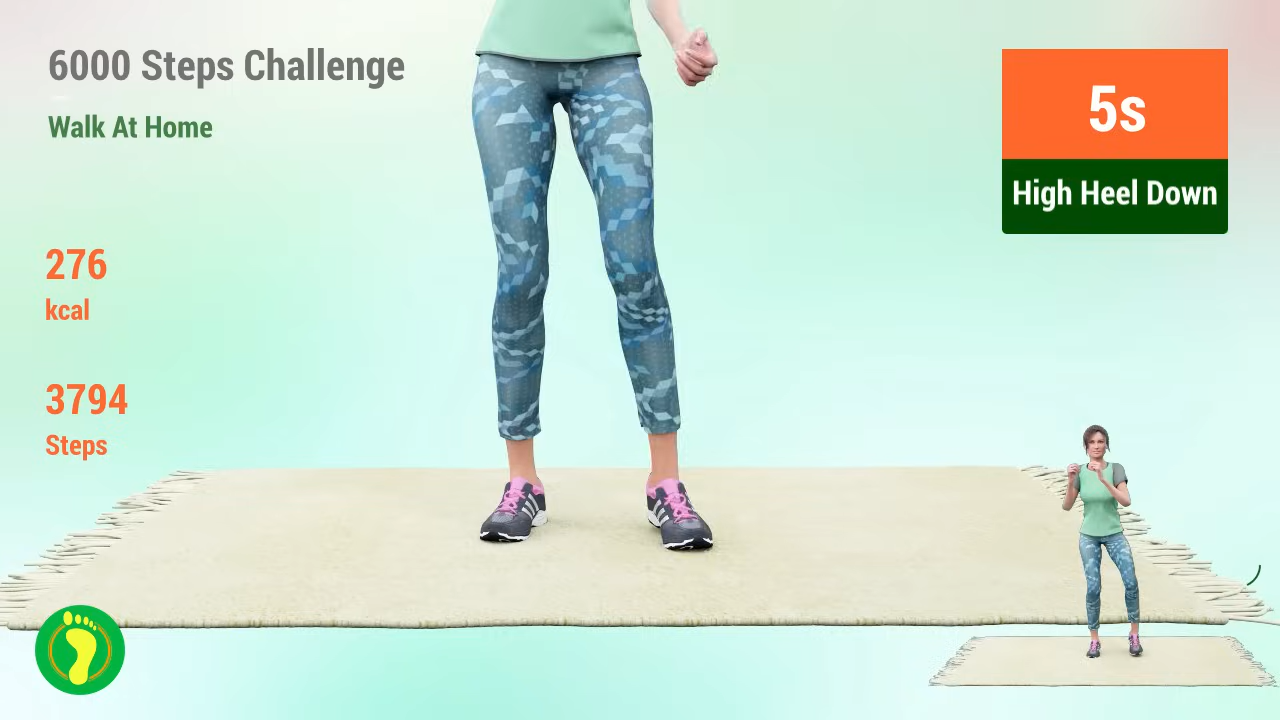 6000 Steps Challenge
Walk At Home
5s
High Heel Down
276
kcal
3794
Steps